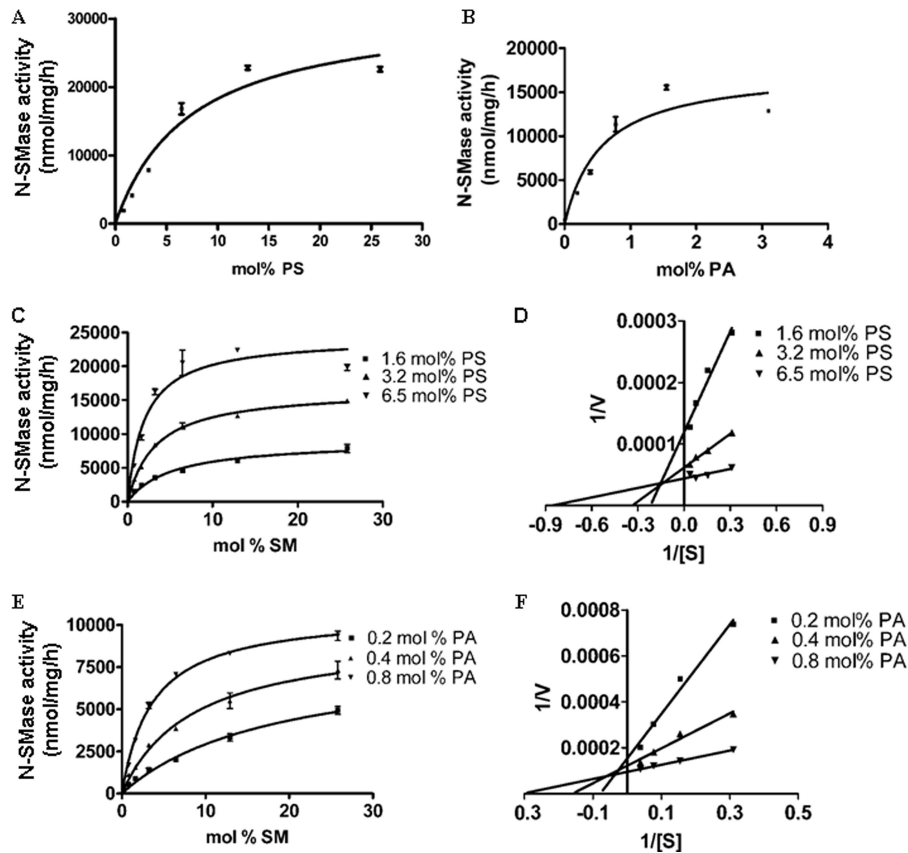 A
N-SMase activity
(nmol/mg/h)
30000
20000
10000
0
0 5 10 15 20 25 30
mol% PS
B
N-SMase activity
(nmol/mg/h)
20000
15000
10000
5000
0
0 1 2 3 4
mol% PA
C
N-SMase activity
(nmol/mg/h)
25000
20000
15000
10000
5000
0
0 10 20 30
mol % SM
1.6 mol% PS
3.2 mol% PS
6.5 mol% PS
D
1/V
0.0003
0.0002
0.0001
-0.9 -0.6 -0.3 0.0 0.3 0.6 0.9
1/[S]
1.6 mol% PS
3.2 mol% PS
6.5 mol% PS
E
N-SMase activity
(nmol/mg/h)
10000
7500
5000
2500
0
0 10 20 30
mol % SM
0.2 mol % PA
0.4 mol % PA
0.8 mol % PA
F
1/V
0.0008
0.0006
0.0004
0.0002
-0.3 -0.1 0.1 0.3 0.5
1/[S]
0.2 mol% PA
0.4 mol% PA
0.8 mol% PA